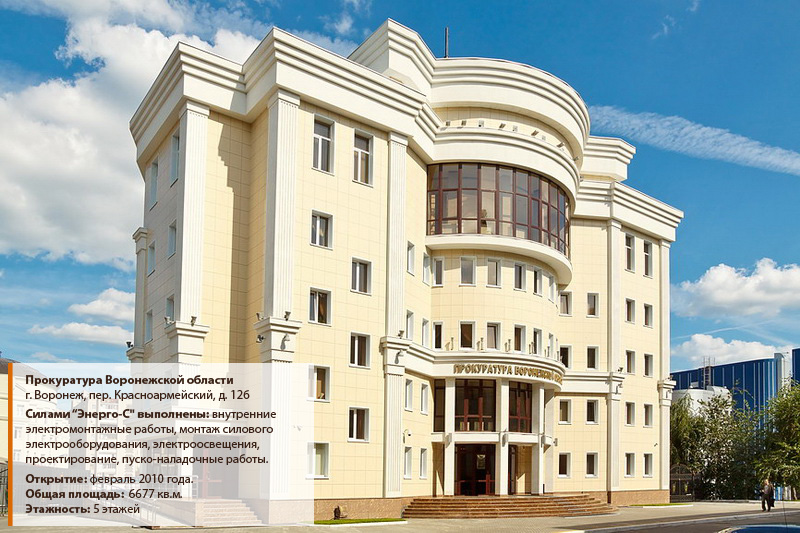 ПРОКУРАТУРА ВОРОНЕЖСКОЙ
Прокуратура Воронежской области
г. Воронеж, пер. Красноармейский, д. 126
Силами "Энерго-С" выполнены: внутренние
электромонтажные работы, монтаж силового
электрооборудования, электроосвещения,
проектирование, пуско-наладочные работы.
Открытие: февраль 2010 года.
Общая площадь: 6677 кв.м.
Этажность: 5 этажей